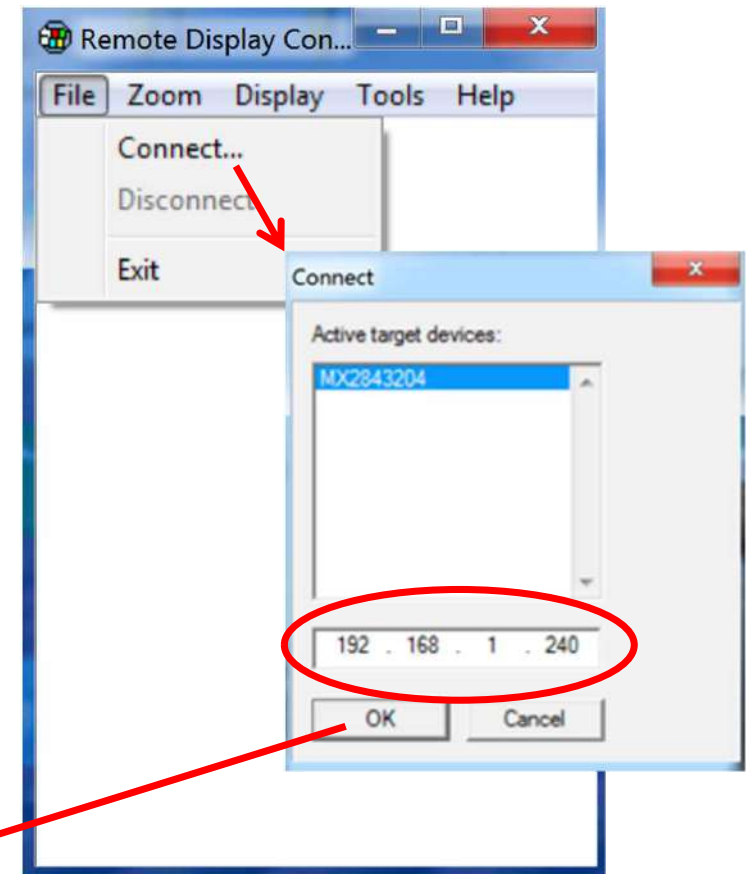 Remote Display Con...
File Zoom Display Tools Help
Connect...
Disconnect
Exit
Connect
Active target devices:
MX2843204
192 . 168 . 1 . 240
OK Cancel